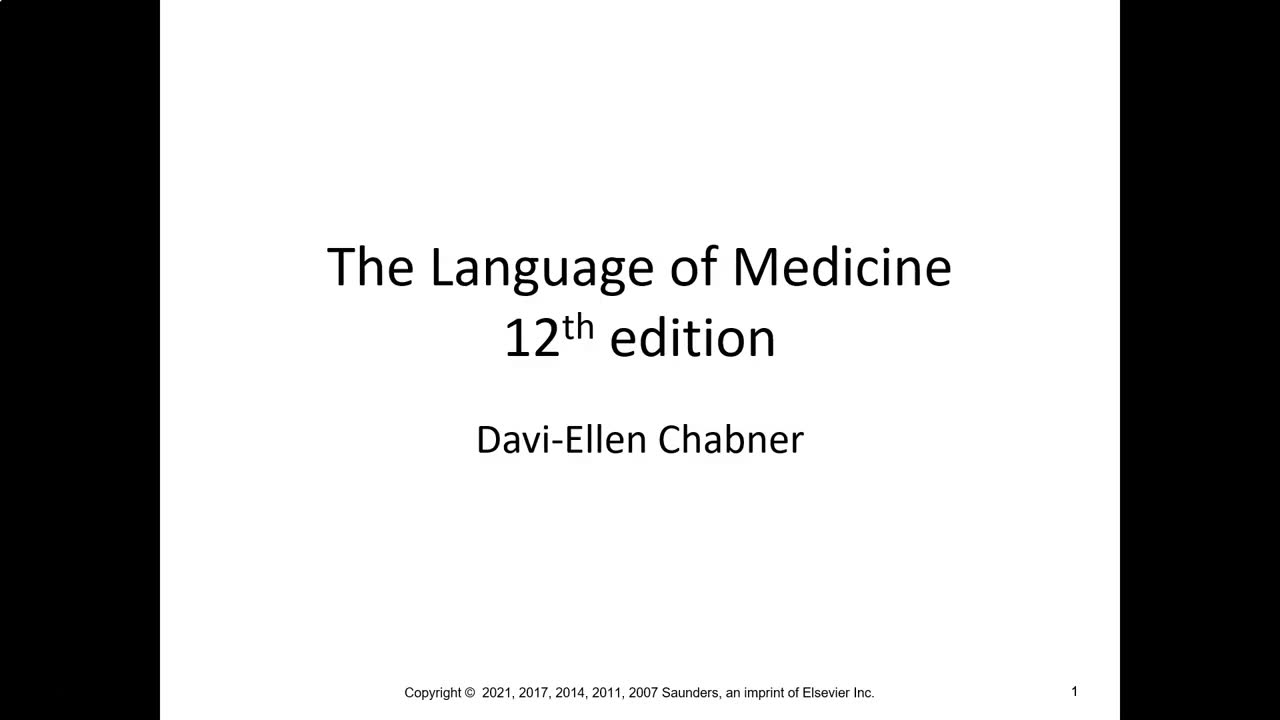 The Language of Medicine
12th edition
Davi-Ellen Chabner
Copyright © 2021, 2017, 2014, 2011, 2007 Saunders, an imprint of Elsevier Inc.
1